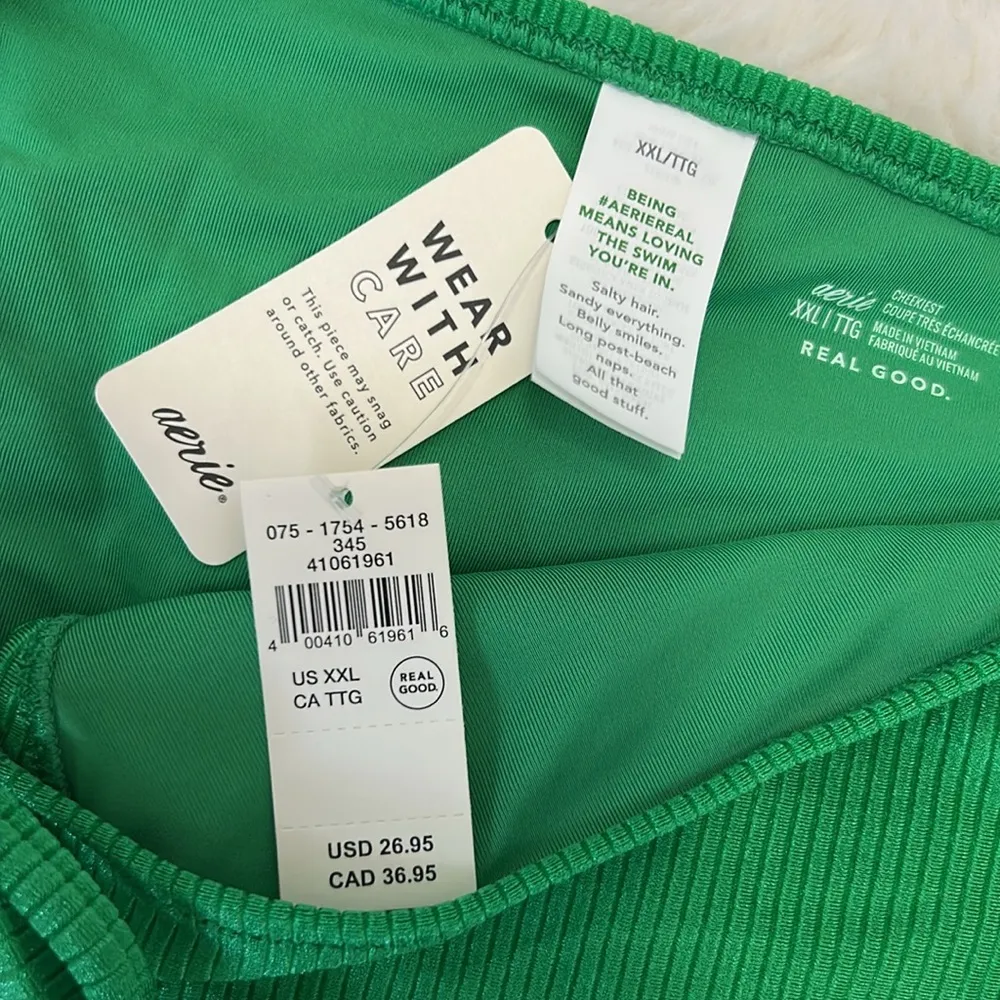 WEAR
WITH
CARE
This piece may snag
or catch. Use caution
around other fabrics.
aerie®
XXL/TTG
BEING
#AERIEREAL
MEANS LOVING
THE SWIM
YOU'RE IN.
Salty hair.
Sandy everything.
Belly smiles.
Long post-beach
naps.
All that
good stuff.
aerie
XXL | TTG
CHEEKIEST
COUPE TRÈS ÉCHANCRÉE
MADE IN VIETNAM
FABRIQUÉ AU VIETNAM
REAL GOOD.
075 - 1754 - 5618
345
41061961
4 00410 61961 6
US XXL
CA TTG
REAL
GOOD.
USD 26.95
CAD 36.95